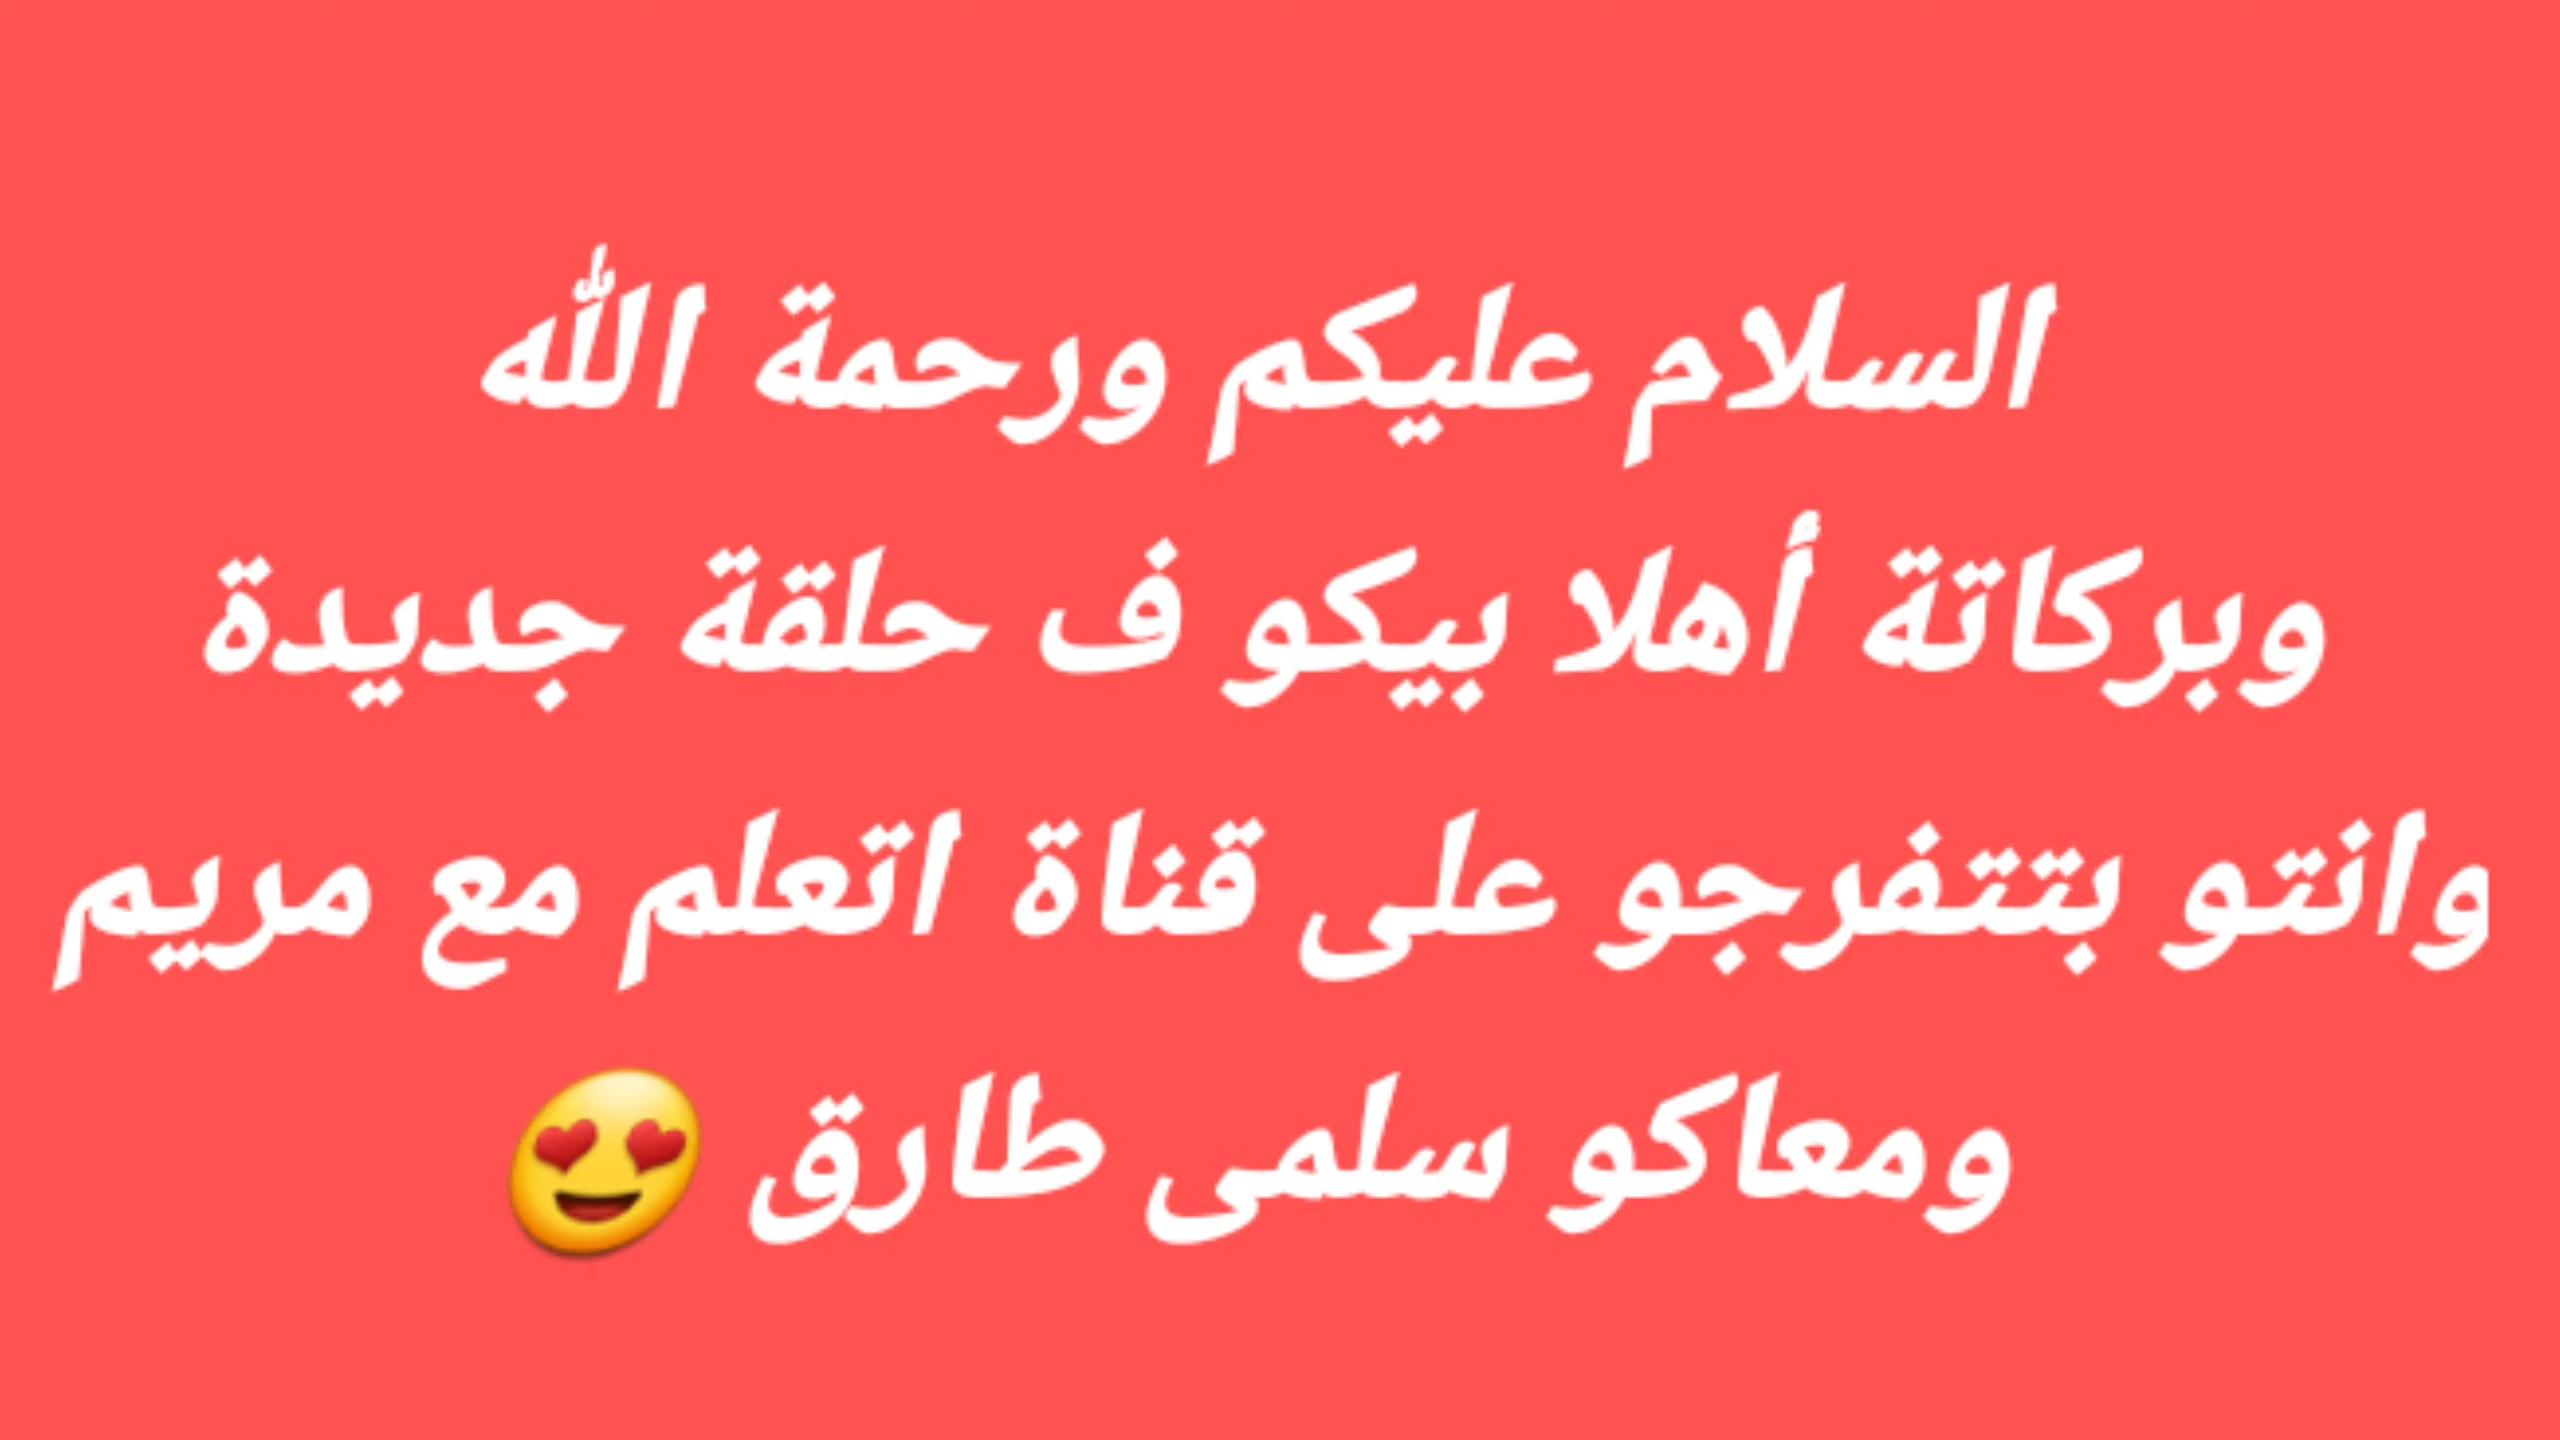 السلام عليكم ورحمة الله
وبركاتة أهلا بيكو ف حلقة جديدة
وانتو بتتفرجو على قناة اتعلم مع مريم
ومعاكو سلمى طارق 😍